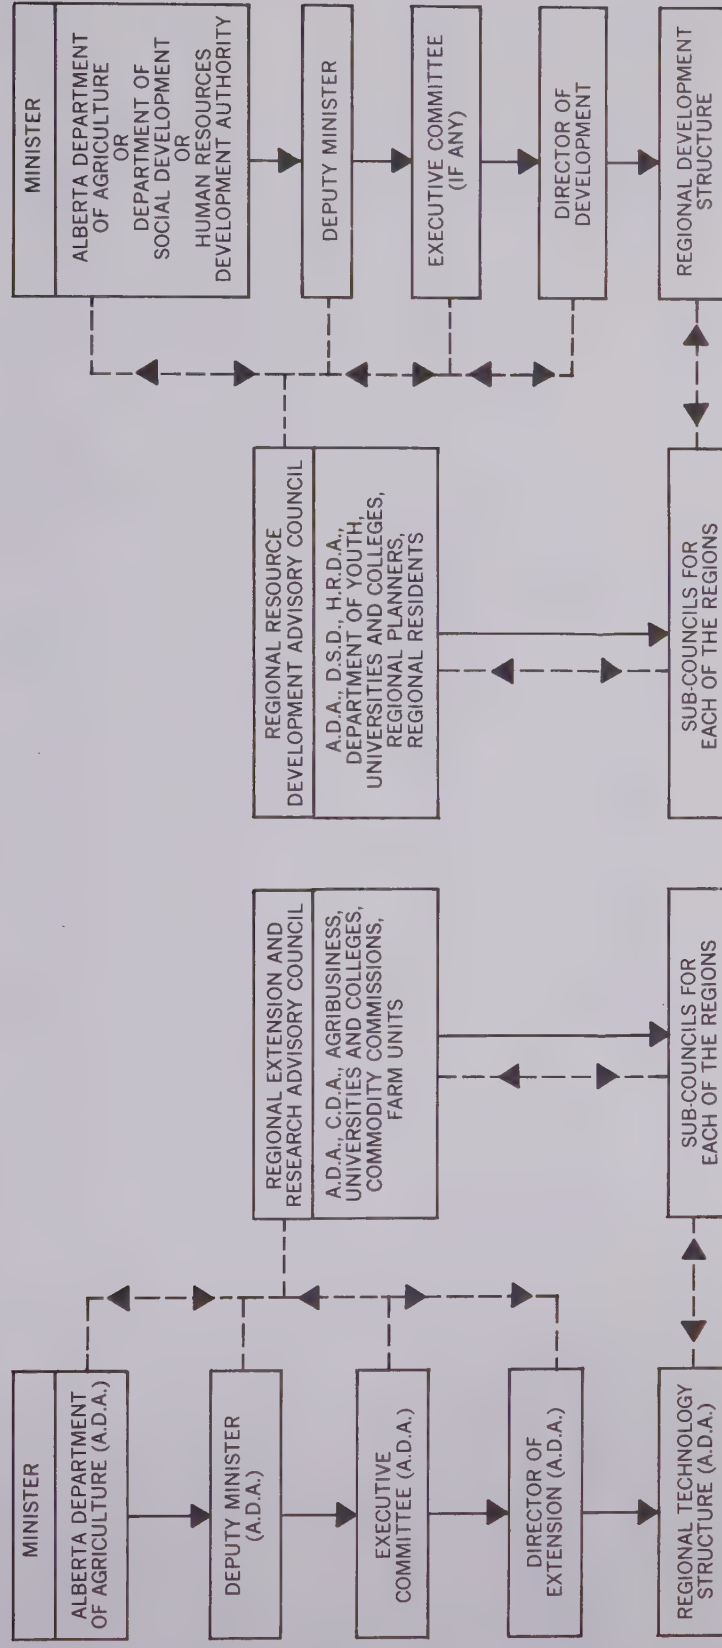 MINISTER
ALBERTA DEPARTMENT
OF AGRICULTURE (A.D.A.)
DEPUTY MINISTER
(A.D.A.)
EXECUTIVE
COMMITTEE (A.D.A.)
DIRECTOR OF
EXTENSION (A.D.A.)
REGIONAL TECHNOLOGY
STRUCTURE (A.D.A.)
REGIONAL EXTENSION AND
RESEARCH ADVISORY COUNCIL
A.D.A., C.D.A., AGRIBUSINESS,
UNIVERSITIES AND COLLEGES,
COMMODITY COMMISSIONS,
FARM UNITS
SUB-COUNCILS FOR
EACH OF THE REGIONS
REGIONAL RESOURCE
DEVELOPMENT ADVISORY COUNCIL
A.D.A., D.S.D., H.R.D.A.,
DEPARTMENT OF YOUTH,
UNIVERSITIES AND COLLEGES,
REGIONAL PLANNERS,
REGIONAL RESIDENTS
SUB-COUNCILS FOR
EACH OF THE REGIONS
MINISTER
ALBERTA DEPARTMENT
OF AGRICULTURE
OR
DEPARTMENT OF
SOCIAL DEVELOPMENT
OR
HUMAN RESOURCES
DEVELOPMENT AUTHORITY
DEPUTY MINISTER
EXECUTIVE COMMITTEE
(IF ANY)
DIRECTOR OF
DEVELOPMENT
REGIONAL DEVELOPMENT
STRUCTURE